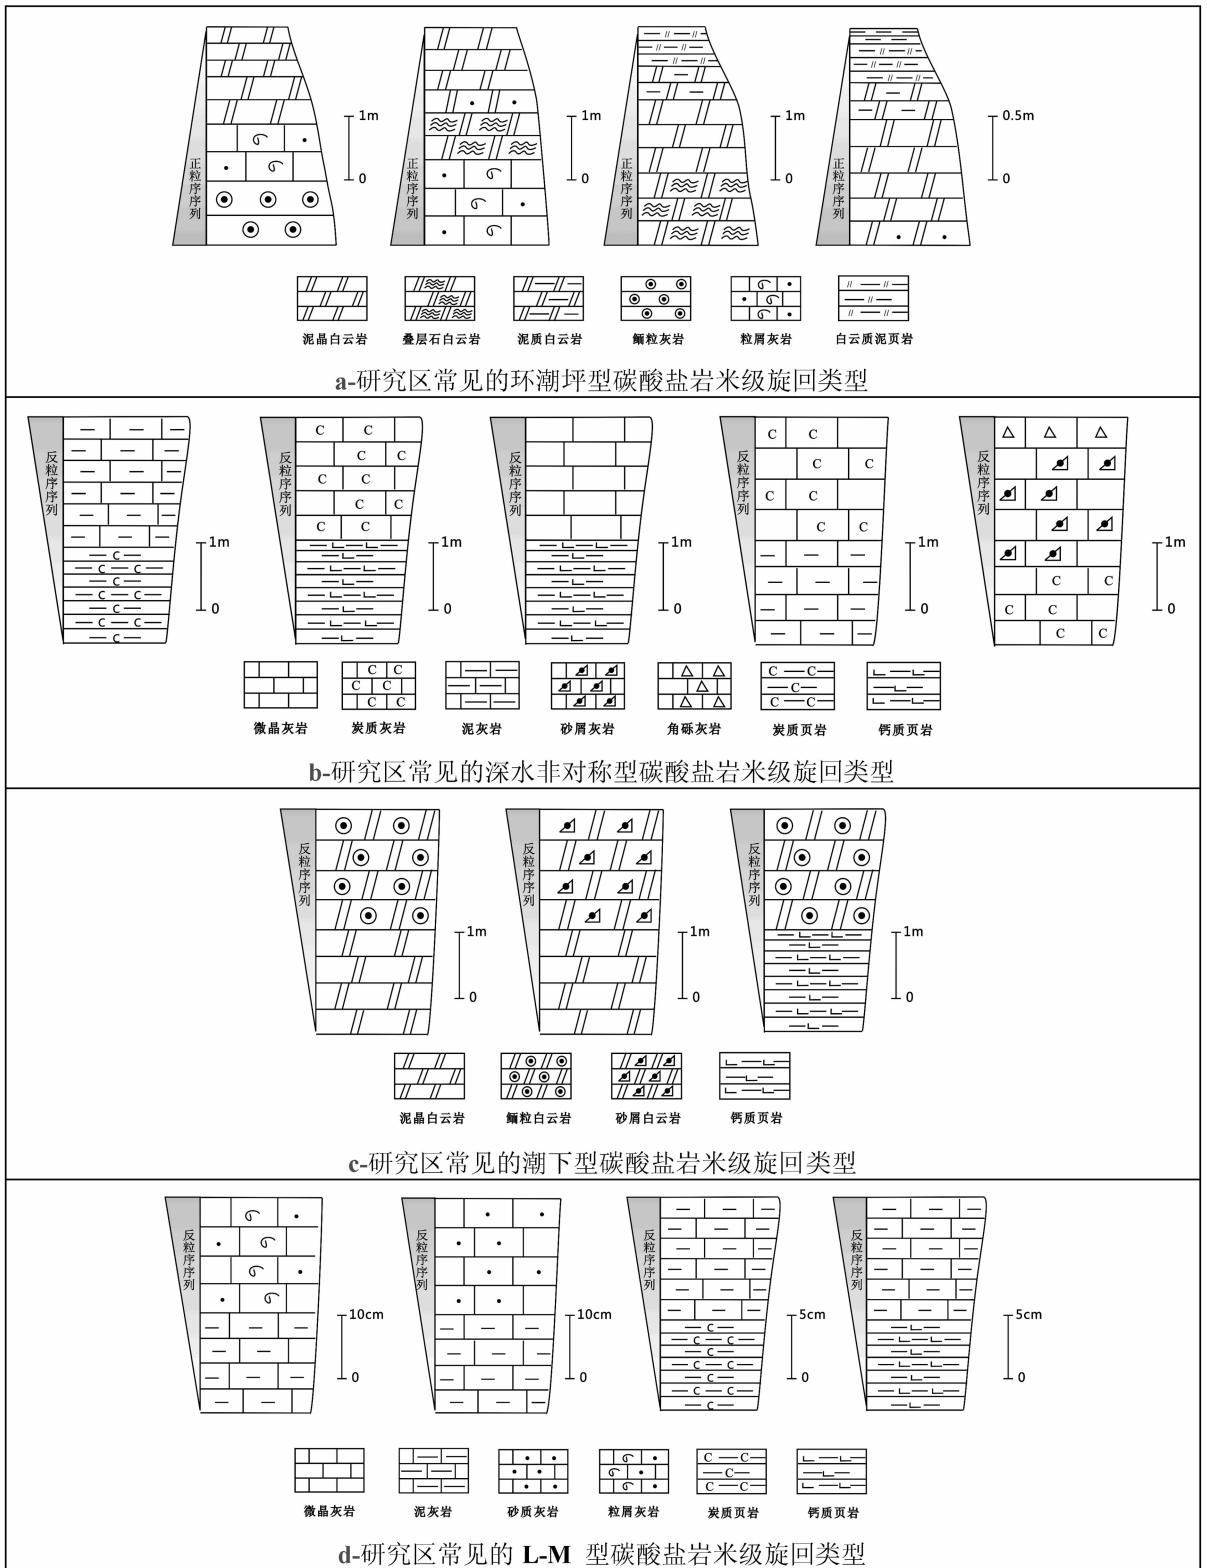 正粒序序列
1m
0
正粒序序列
1m
0
正粒序序列
1m
0
正粒序序列
0.5m
0
泥晶白云岩
叠层石白云岩
泥质白云岩
鲕粒灰岩
粒屑灰岩
白云质泥页岩
a-研究区常见的环潮坪型碳酸盐岩米级旋回类型
反粒序序列
1m
0
反粒序序列
1m
0
反粒序序列
1m
0
反粒序序列
1m
0
反粒序序列
1m
0
微晶灰岩
炭质灰岩
泥灰岩
砂屑灰岩
角砾灰岩
炭质页岩
钙质页岩
b-研究区常见的深水非对称型碳酸盐岩米级旋回类型
反粒序序列
1m
0
反粒序序列
1m
0
反粒序序列
1m
0
泥晶白云岩
鲕粒白云岩
砂屑白云岩
钙质页岩
c-研究区常见的潮下型碳酸盐岩米级旋回类型
反粒序序列
10cm
0
反粒序序列
10cm
0
反粒序序列
5cm
0
反粒序序列
5cm
0
微晶灰岩
泥灰岩
砂质灰岩
粒屑灰岩
炭质页岩
钙质页岩
d-研究区常见的 L-M 型碳酸盐岩米级旋回类型